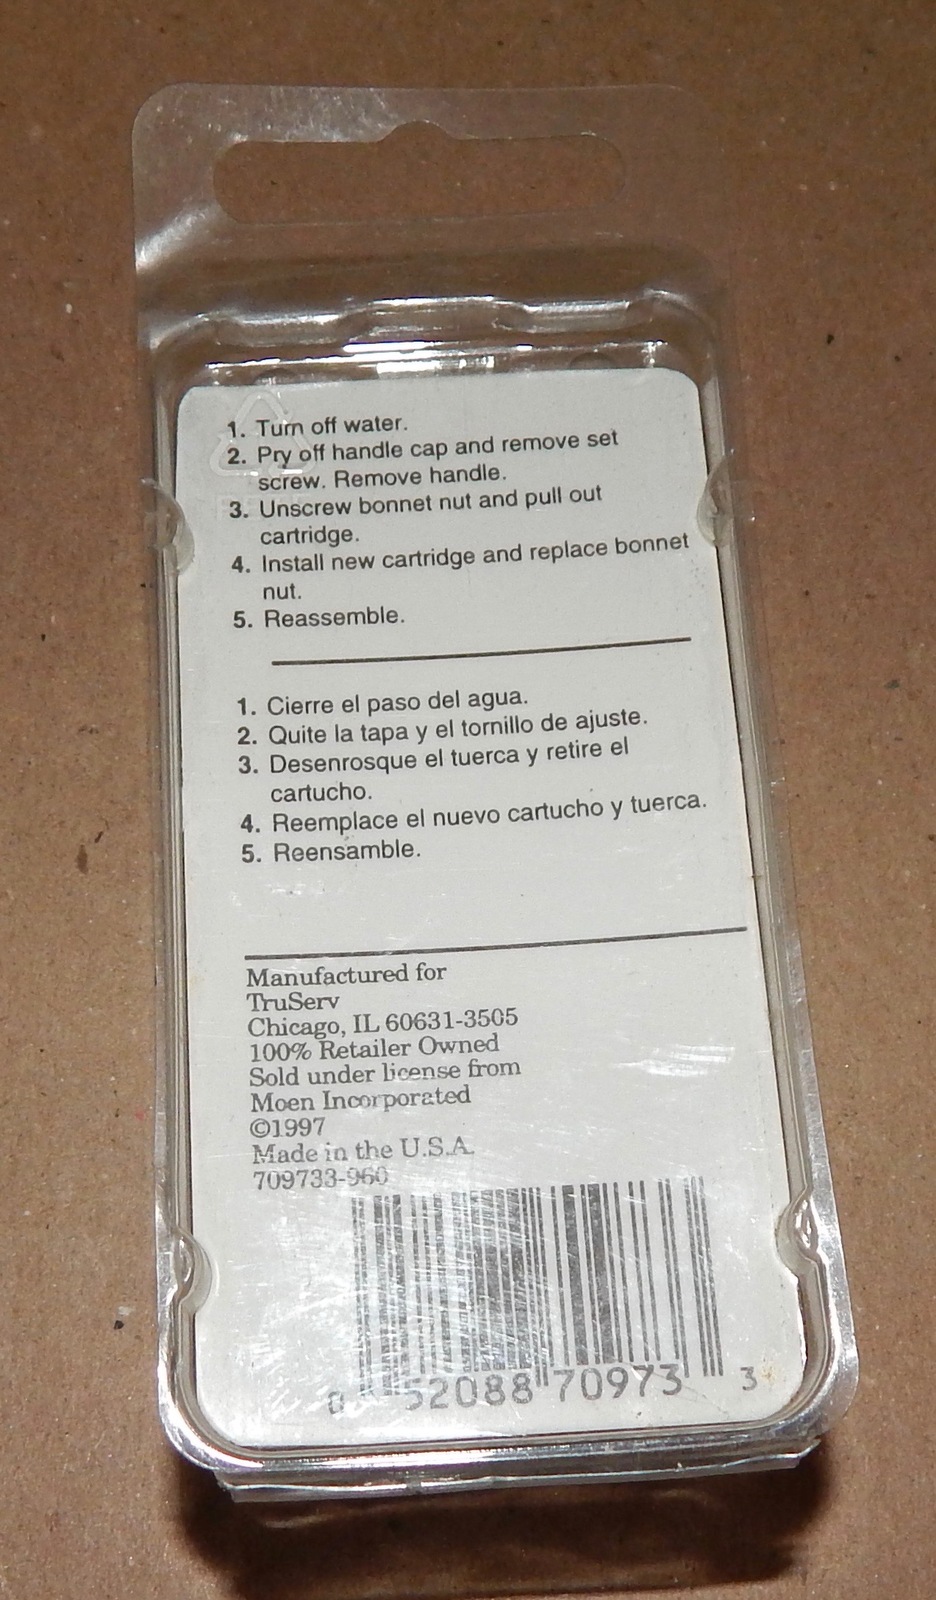 1. Turn off water.
2. Pry off handle cap and remove set
screw. Remove handle.
3. Unscrew bonnet nut and pull out
cartridge.
4. Install new cartridge and replace bonnet
nut.
5. Reassemble.
1. Cierre el paso del agua.
2. Quite la tapa y el tornillo de ajuste.
3. Desenrosque el tuerca y retire el
cartucho.
4. Reemplace el nuevo cartucho y tuerca.
5. Reensamble.
Manufactured for
TruServ
Chicago, IL 60631-3505
100% Retailer Owned
Sold under license from
Moen Incorporated
©1997
Made in the U.S.A.
709733-960
0 52088 70973 3